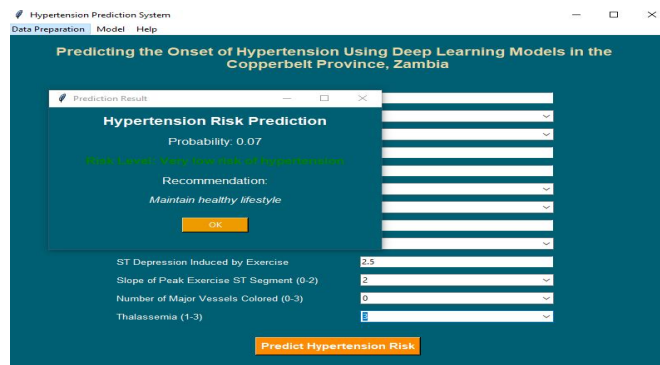 Hypertension Prediction System
Data Preparation Model Help
Predicting the Onset of Hypertension Using Deep Learning Models in the
Copperbelt Province, Zambia
Prediction Result
Hypertension Risk Prediction
Probability: 0.07
Risk Level: Very low risk of hypertension
Recommendation:
Maintain healthy lifestyle
OK
ST Depression Induced by Exercise 2.5
Slope of Peak Exercise ST Segment (0-2) 2
Number of Major Vessels Colored (0-3) 0
Thalassemia (1-3) 3
Predict Hypertension Risk